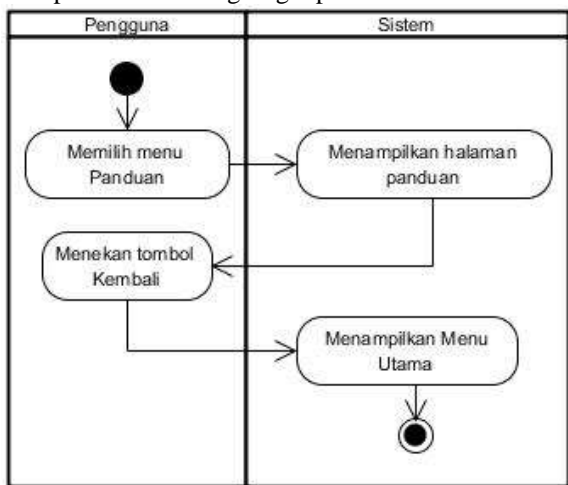 Pengguna
Sistem
Memilih menu
Panduan
Menampilkan halaman
panduan
Menekan tombol
Kembali
Menampilkan Menu
Utama